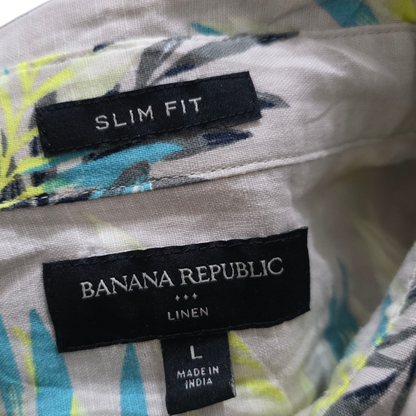 SLIM FIT
BANANA REPUBLIC
LINEN
L
MADE IN
INDIA